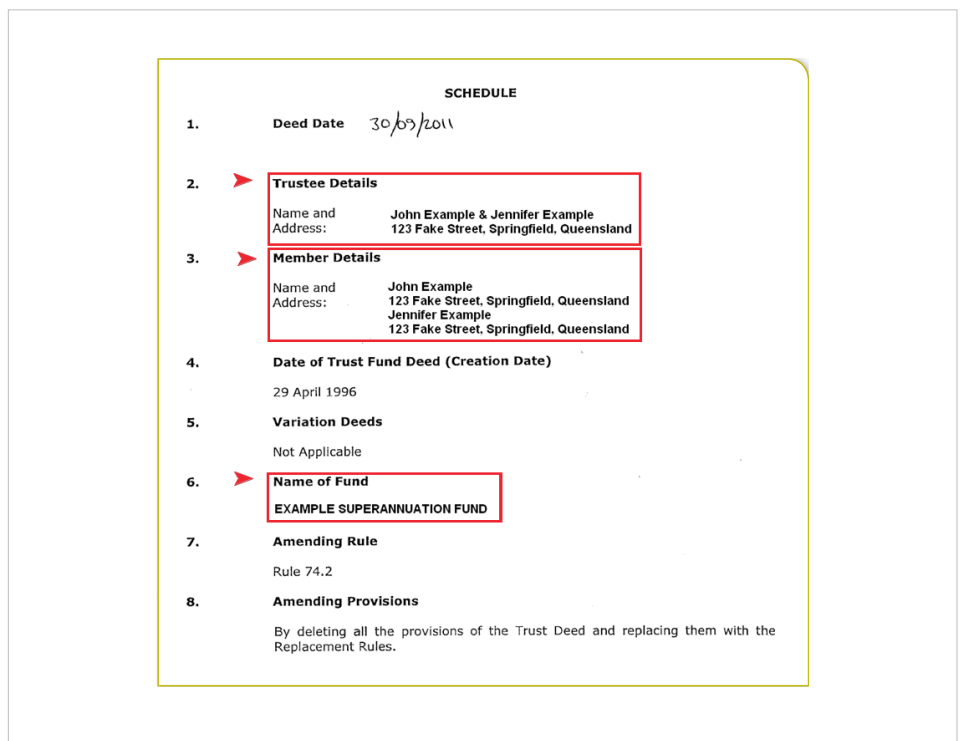 SCHEDULE
1. Deed Date 30/09/2011
2. Trustee Details
Name and John Example & Jennifer Example
Address: 123 Fake Street, Springfield, Queensland
3. Member Details
Name and John Example
Address: 123 Fake Street, Springfield, Queensland
Jennifer Example
123 Fake Street, Springfield, Queensland
4. Date of Trust Fund Deed (Creation Date)
29 April 1996
5. Variation Deeds
Not Applicable
6. Name of Fund
EXAMPLE SUPERANNUATION FUND
7. Amending Rule
Rule 74.2
8. Amending Provisions
By deleting all the provisions of the Trust Deed and replacing them with the
Replacement Rules.